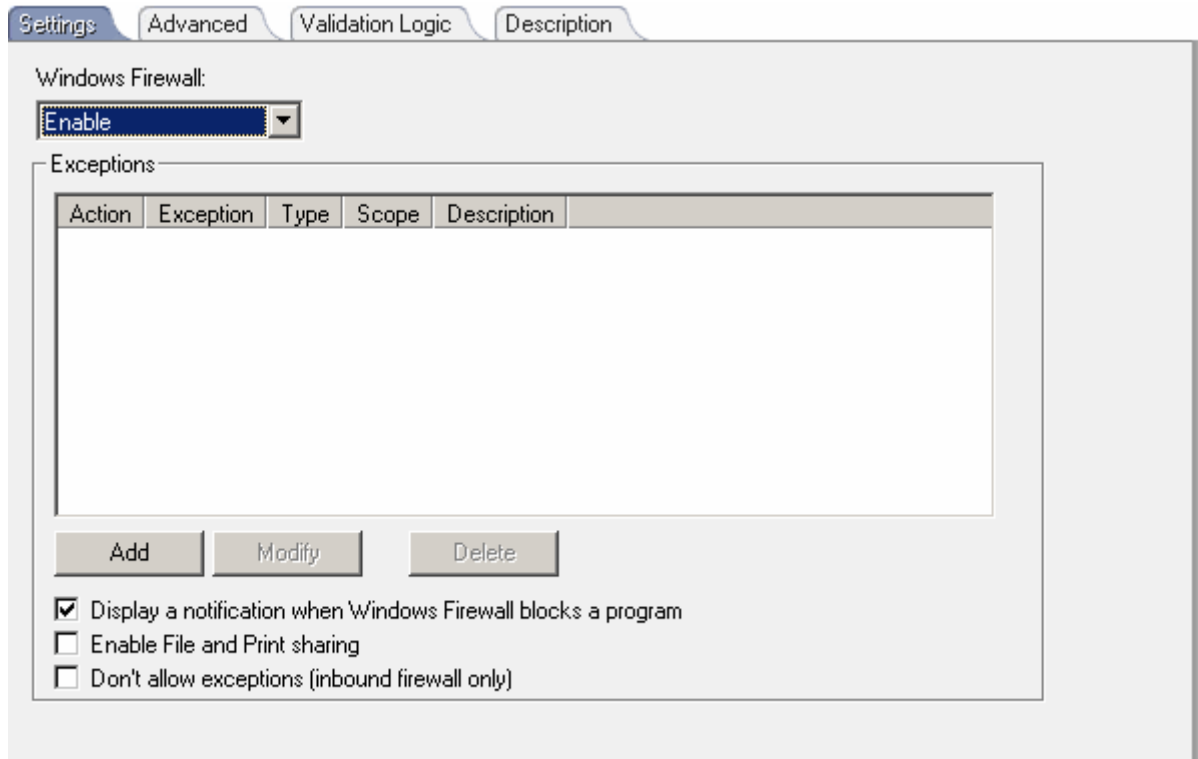 Settings Advanced Validation Logic Description
Windows Firewall:
Enable
Exceptions
Action Exception Type Scope Description
Add Modify Delete
Display a notification when Windows Firewall blocks a program
Enable File and Print sharing
Don't allow exceptions (inbound firewall only)